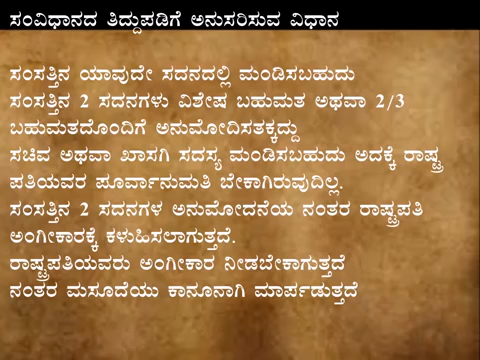 ಸಂವಿಧಾನದ ತಿದ್ದುಪಡಿಗೆ ಅನುಸರಿಸುವ ವಿಧಾನ
ಸಂಸತ್ತಿನ ಯಾವುದೇ ಸದನದಲ್ಲಿ ಮಂಡಿಸಬಹುದು
ಸಂಸತ್ತಿನ 2 ಸದನಗಳು ವಿಶೇಷ ಬಹುಮತ ಅಥವಾ 2/3
ಬಹುಮತದೊಂದಿಗೆ ಅನುಮೋದಿಸತಕ್ಕದ್ದು
ಸಚಿವ ಅಥವಾ ಖಾಸಗಿ ಸದಸ್ಯ ಮಂಡಿಸಬಹುದು ಅದಕ್ಕೆ ರಾಷ್ಟ್ರ
ಪತಿಯವರ ಪೂರ್ವಾನುಮತಿ ಬೇಕಾಗಿರುವುದಿಲ್ಲ.
ಸಂಸತ್ತಿನ 2 ಸದನಗಳ ಅನುಮೋದನೆಯ ನಂತರ ರಾಷ್ಟ್ರಪತಿ
ಅಂಗೀಕಾರಕ್ಕೆ ಕಳುಹಿಸಲಾಗುತ್ತದೆ.
ರಾಷ್ಟ್ರಪತಿಯವರು ಅಂಗೀಕಾರ ನೀಡಬೇಕಾಗುತ್ತದೆ
ನಂತರ ಮಸೂದೆಯು ಕಾನೂನಾಗಿ ಮಾರ್ಪಡುತ್ತದೆ